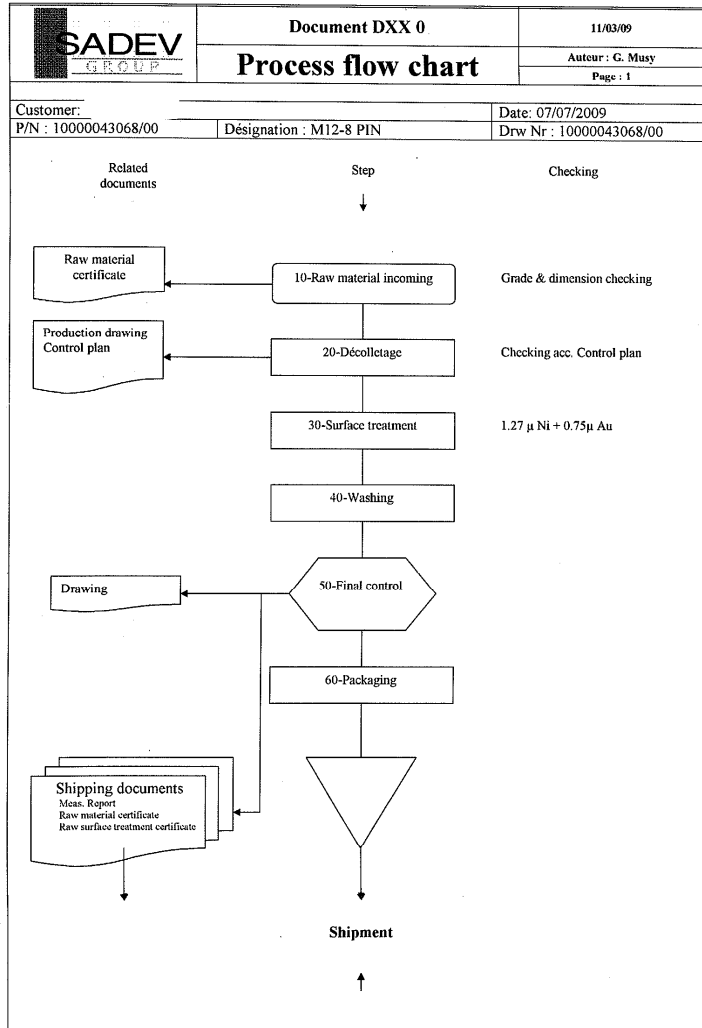 SADEV
GROUP
Document DXX 0
11/03/09
Process flow chart
Auteur : G. Musy
Page : 1
Customer:
Date: 07/07/2009
P/N : 10000043068/00
Désignation : M12-8 PIN
Drw Nr : 10000043068/00
Related
documents
Step
Checking
Raw material
certificate
10-Raw material incoming
Grade & dimension checking
Production drawing
Control plan
20-Décolletage
Checking acc. Control plan
30-Surface treatment
1.27 µ Ni + 0.75µ Au
40-Washing
50-Final control
Drawing
60-Packaging
Shipping documents
Meas. Report
Raw material certificate
Raw surface treatment certificate
Shipment